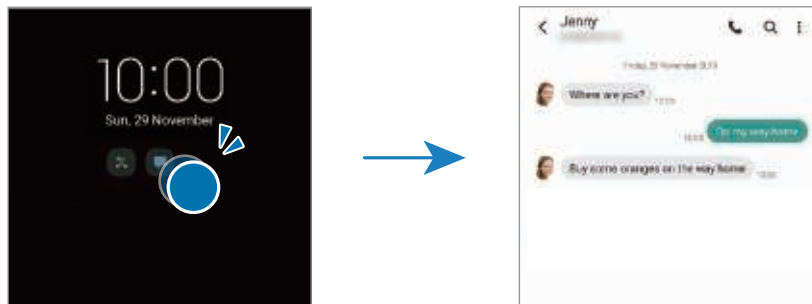 10:00
Sun, 29 November
Jenny
Where are you?
On my way home
Buy some oranges on the way home